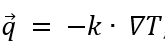 q⃗ = −k · ∇T,